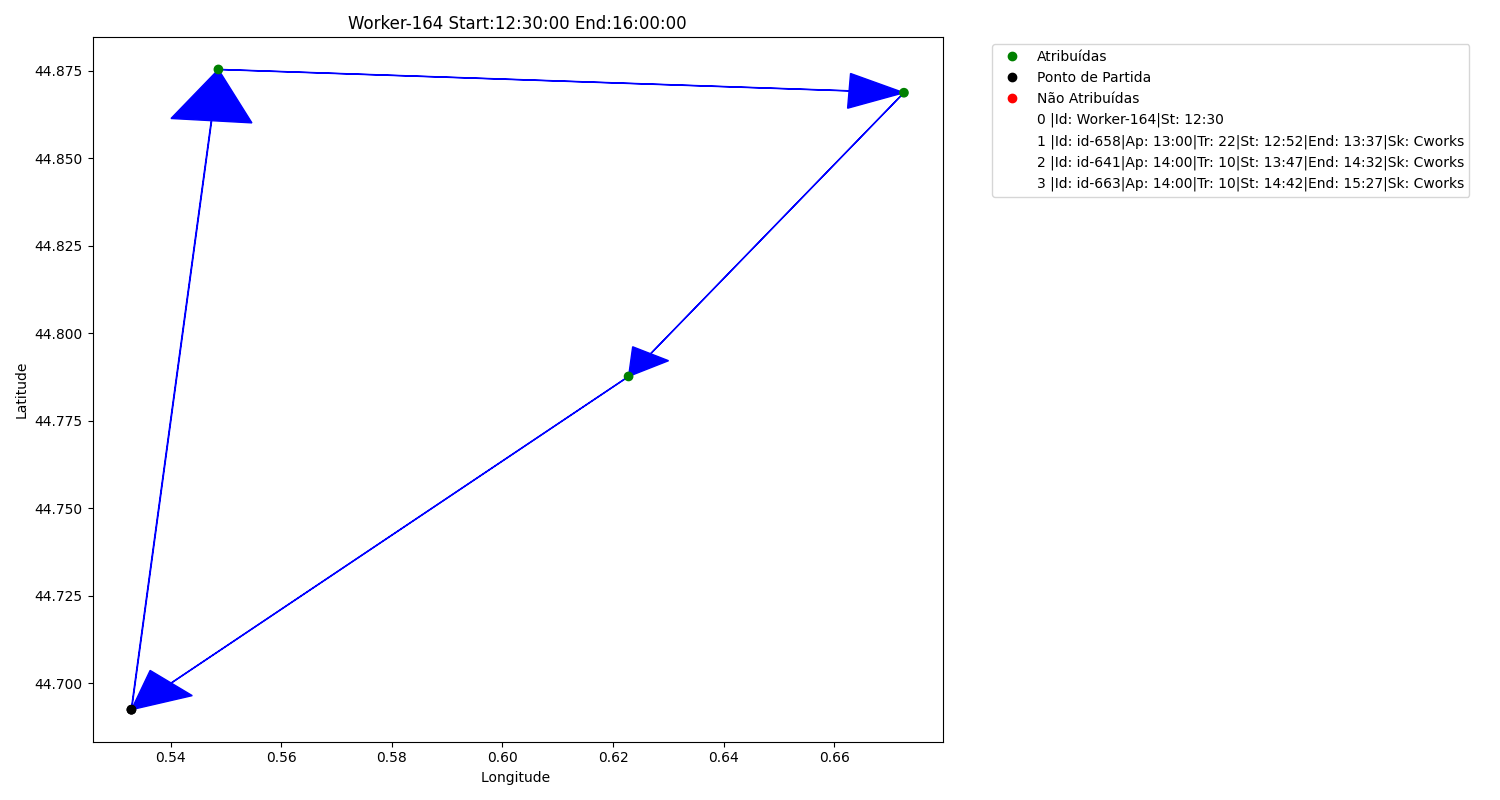 Worker-164 Start:12:30:00 End:16:00:00
44.875
44.850
44.825
44.800
44.775
44.750
44.725
44.700
Latitude
0.54 0.56 0.58 0.60 0.62 0.64 0.66
Longitude
Atribuídas
Ponto de Partida
Não Atribuídas
0 |Id: Worker-164|St: 12:30
1 |Id: id-658|Ap: 13:00|Tr: 22|St: 12:52|End: 13:37|Sk: Cworks
2 |Id: id-641|Ap: 14:00|Tr: 10|St: 13:47|End: 14:32|Sk: Cworks
3 |Id: id-663|Ap: 14:00|Tr: 10|St: 14:42|End: 15:27|Sk: Cworks